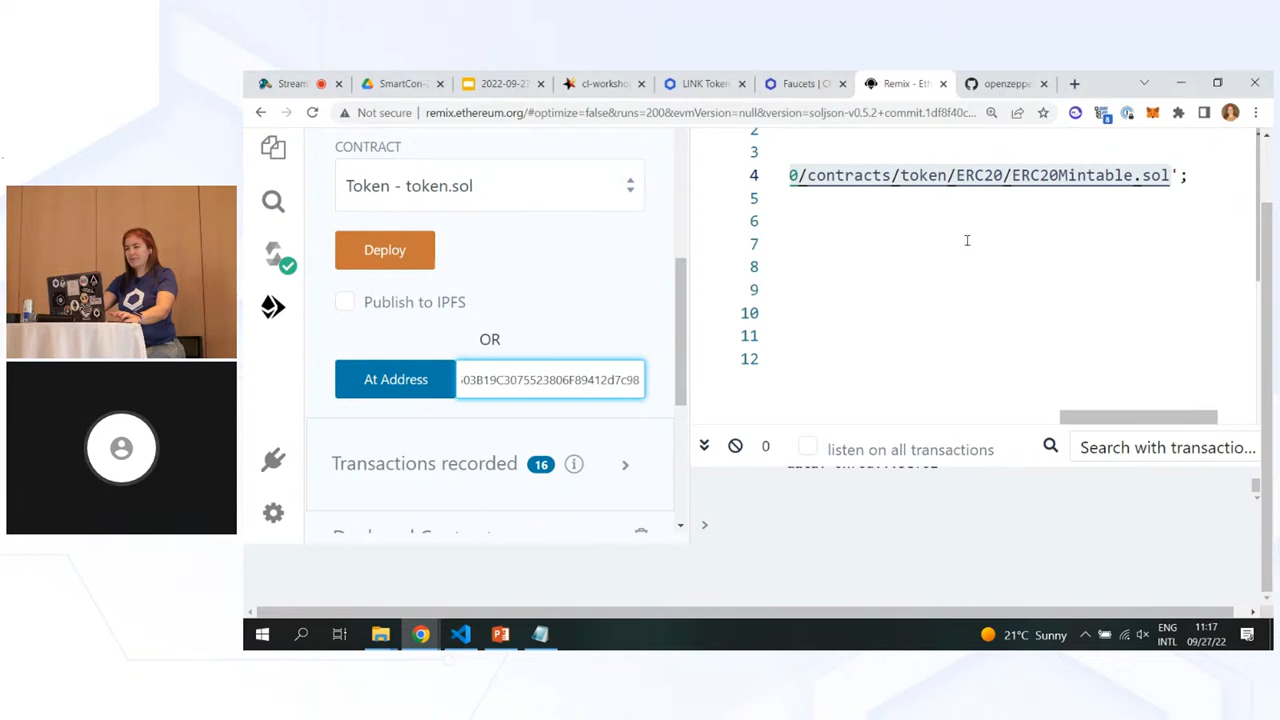 Stream
SmartCon-2
2022-09-27
cl-workshop
LINK Token
Faucets | C
Remix - Eth
openzeppe
Not secure
remix.ethereum.org/#optimize=false&runs=200&evmVersion=null&version=soljson-v0.5.2+commit.1df8f40c...
8
CONTRACT
Token - token.sol
Deploy
Publish to IPFS
OR
At Address
03B19C3075523806F89412d7c98
Transactions recorded 16 i
2
3
4 0/contracts/token/ERC20/ERC20Mintable.sol';
5
6
7
8
9
10
11
12
0
listen on all transactions
Search with transactio...
21°C Sunny
ENG
INTL
11:17
09/27/22